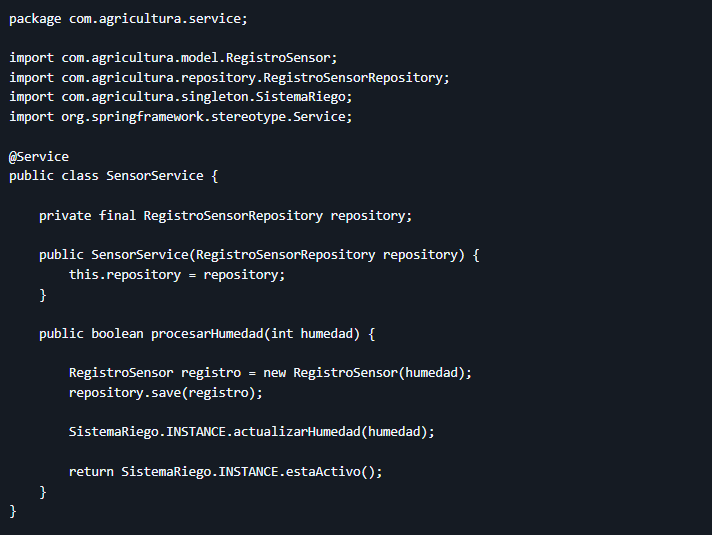 package com.agricultura.service;
import com.agricultura.model.RegistroSensor;
import com.agricultura.repository.RegistroSensorRepository;
import com.agricultura.singleton.SistemaRiego;
import org.springframework.stereotype.Service;
@Service
public class SensorService {
    private final RegistroSensorRepository repository;
    public SensorService(RegistroSensorRepository repository) {
        this.repository = repository;
    }
    public boolean procesarHumedad(int humedad) {
        RegistroSensor registro = new RegistroSensor(humedad);
        repository.save(registro);
        SistemaRiego.INSTANCE.actualizarHumedad(humedad);
        return SistemaRiego.INSTANCE.estaActivo();
    }
}